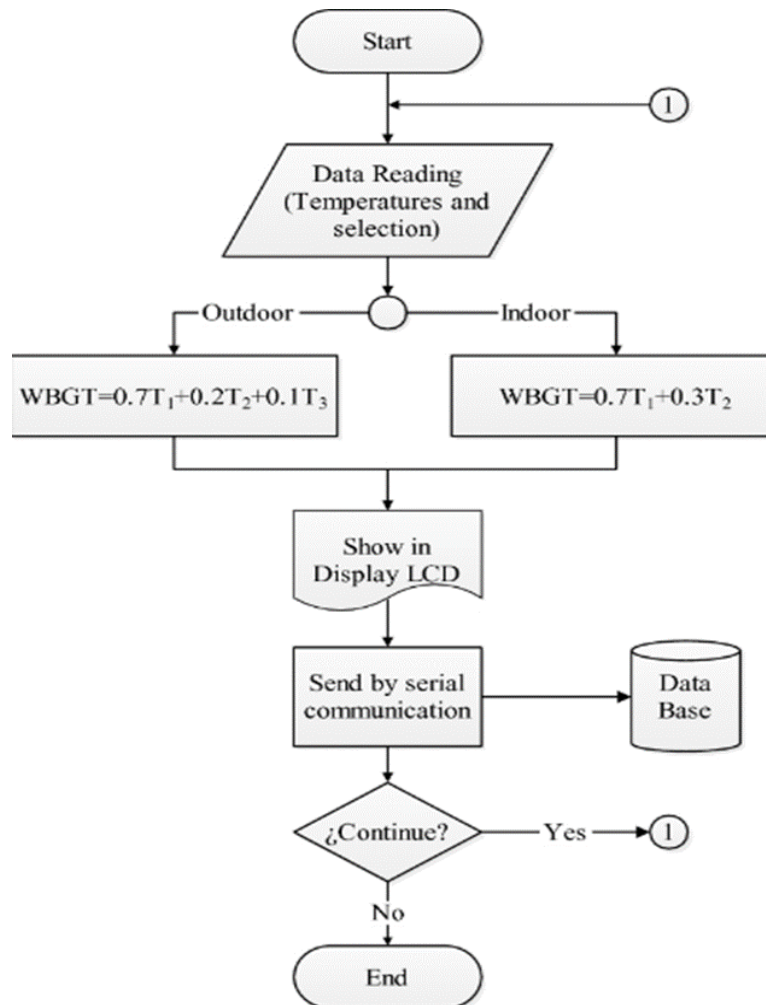 Start
1
Data Reading
(Temperatures and
selection)
Outdoor
Indoor
WBGT=0.7T₁+0.2T₂+0.1T₃
WBGT=0.7T₁+0.3T₂
Show in
Display LCD
Send by serial
communication
Data
Base
¿Continue?
Yes
1
No
End